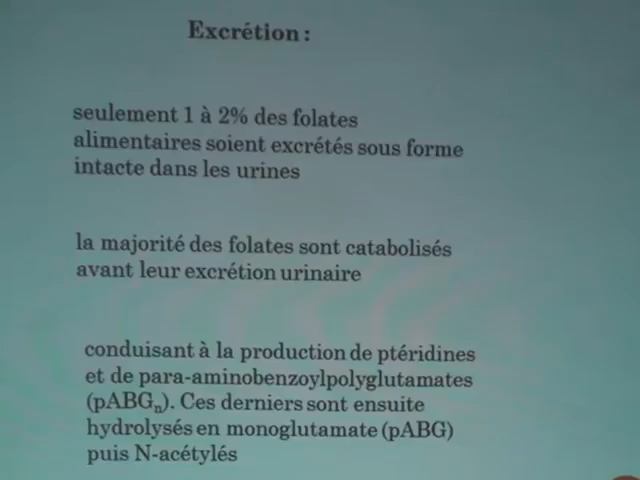 Excrétion :
seulement 1 à 2% des folates
alimentaires soient excrétés sous forme
intacte dans les urines
la majorité des folates sont catabolisés
avant leur excrétion urinaire
conduisant à la production de ptéridines
et de para-aminobenzoylpolyglutamates
(pABGn). Ces derniers sont ensuite
hydrolysés en monoglutamate (pABG)
puis N-acétylés